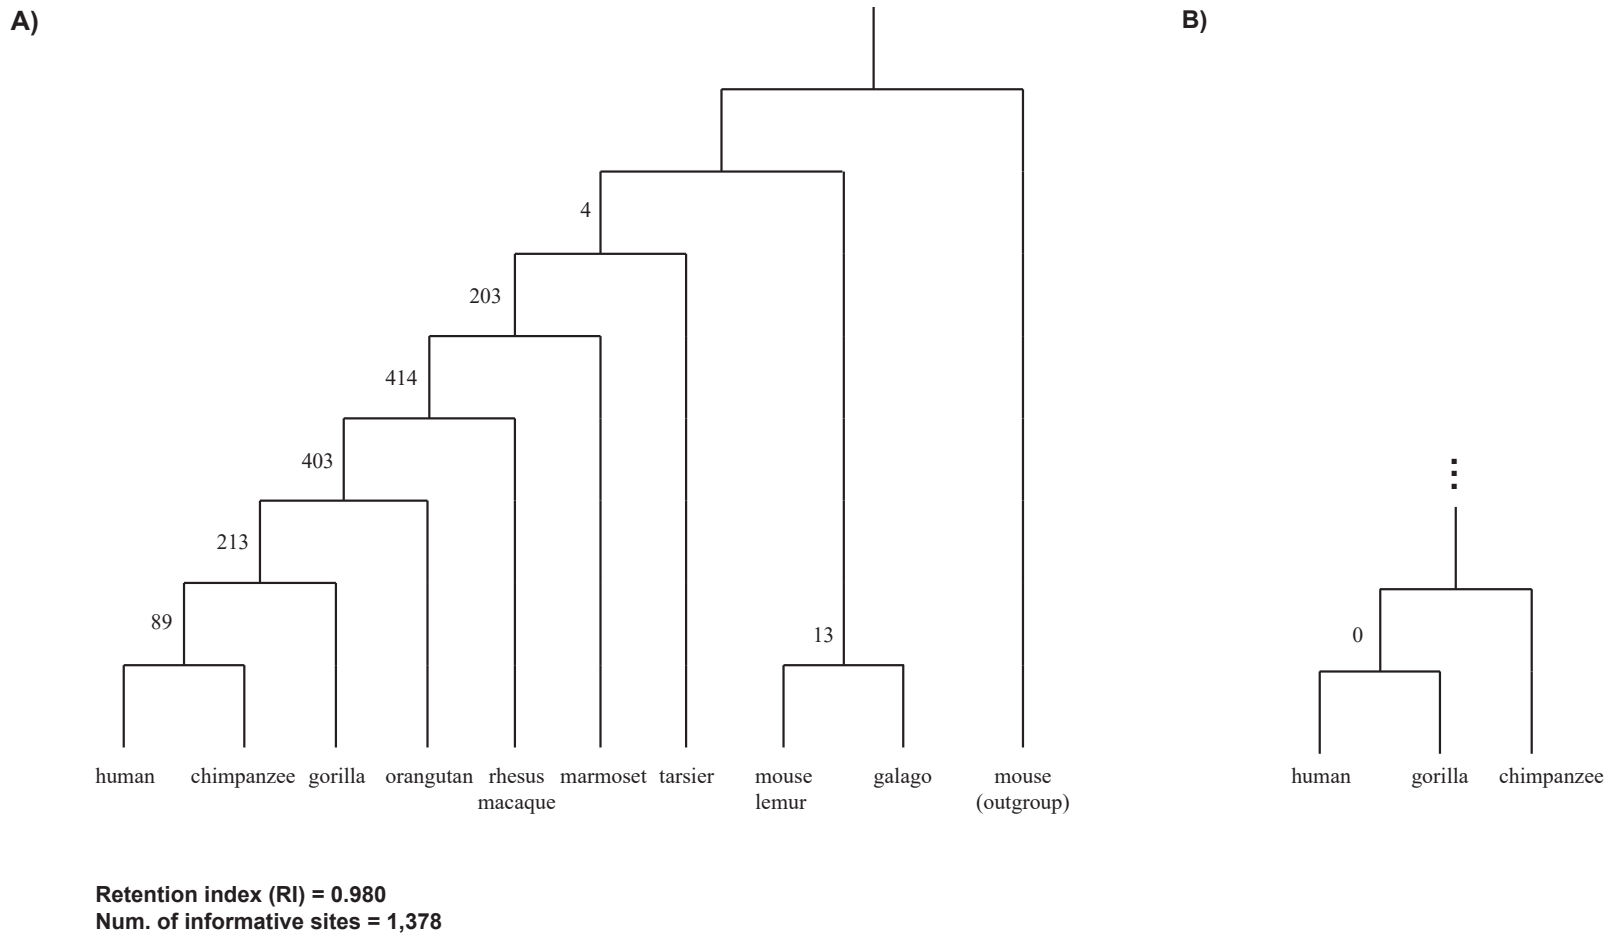 A)
B)
4
203
414
403
213
89
13
0
human chimpanzee gorilla orangutan rhesus macaque marmoset tarsier mouse lemur galago mouse (outgroup)
human gorilla chimpanzee
Retention index (RI) = 0.980
Num. of informative sites = 1,378